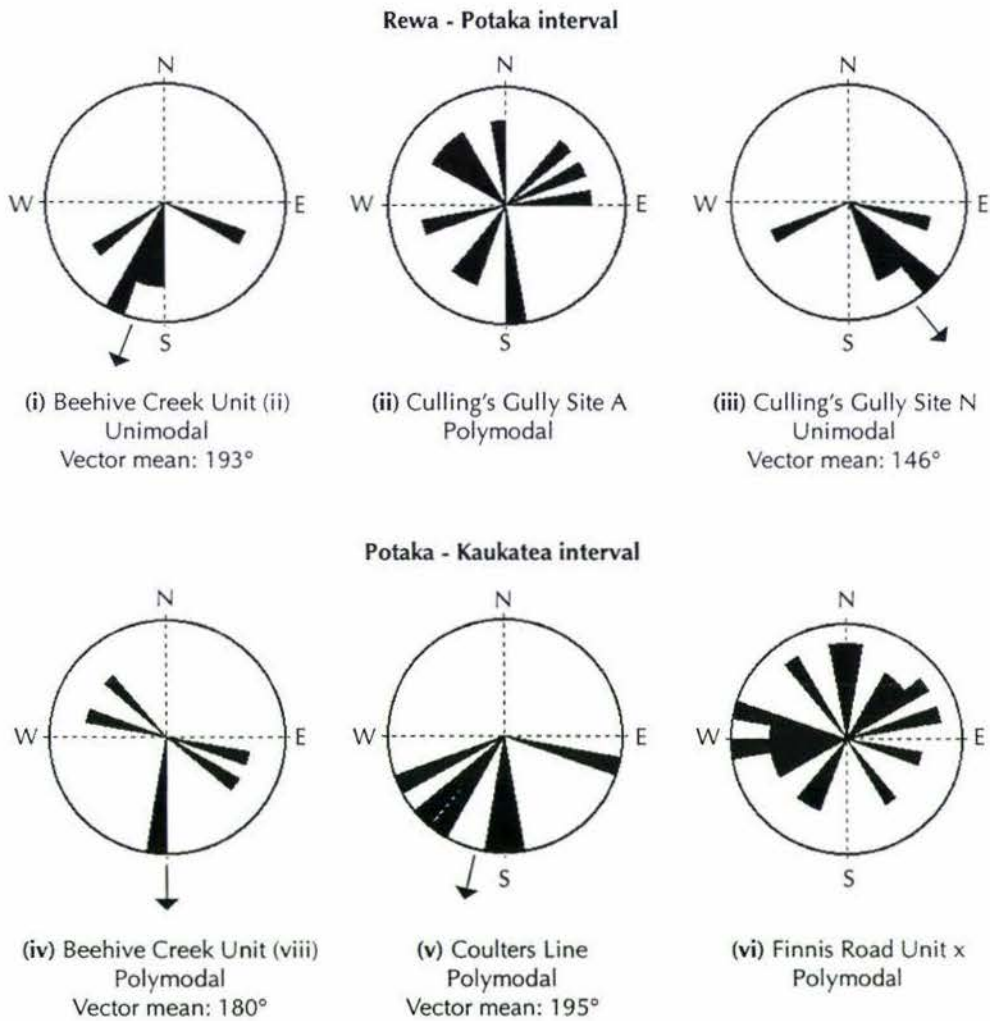 Rewa - Potaka interval
N
N
N
W
E
W
E
W
E
S
S
S
(i) Beehive Creek Unit (ii)
Unimodal
Vector mean: 193°
(ii) Culling's Gully Site A
Polymodal
(iii) Culling's Gully Site N
Unimodal
Vector mean: 146°
Potaka - Kaukatea interval
N
N
N
W
E
W
E
W
E
S
S
(iv) Beehive Creek Unit (viii)
Polymodal
Vector mean: 180°
(v) Coulters Line
Polymodal
Vector mean: 195°
(vi) Finnis Road Unit x
Polymodal